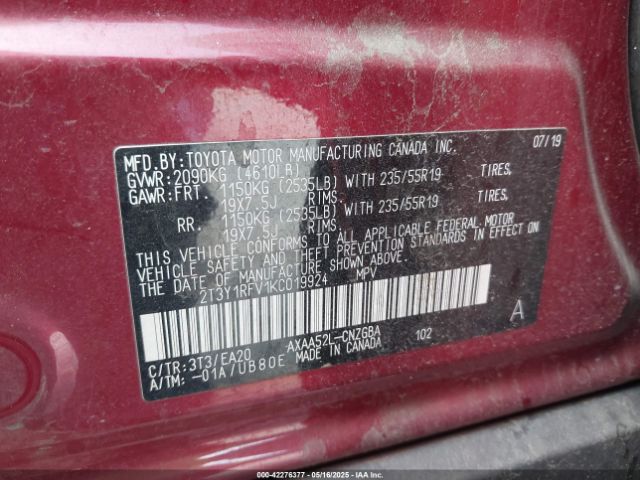 MFD.BY:TOYOTA MOTOR MANUFACTURING CANADA INC. 07/19
GVWR:2090KG (4610LB)
GAWR:FRT. 1150KG (2535LB) WITH 235/55R19 TIRES,
19X7.5J RIMS,
RR. 1150KG (2535LB) WITH 235/55R19 TIRES,
19X7.5J RIMS,
THIS VEHICLE CONFORMS TO ALL APPLICABLE FEDERAL MOTOR
VEHICLE SAFETY AND THEFT PREVENTION STANDARDS IN EFFECT ON
THE DATE OF MANUFACTURE SHOWN ABOVE.
2T3Y1RFV1KC019924 MPV
A
C/TR:3T3/EA20 AXAA52L-CNZGBA 102
A/TM:-01A/UB80E MADE IN CANADA
000-42276377 - 05/16/2025 - IAAI.COM